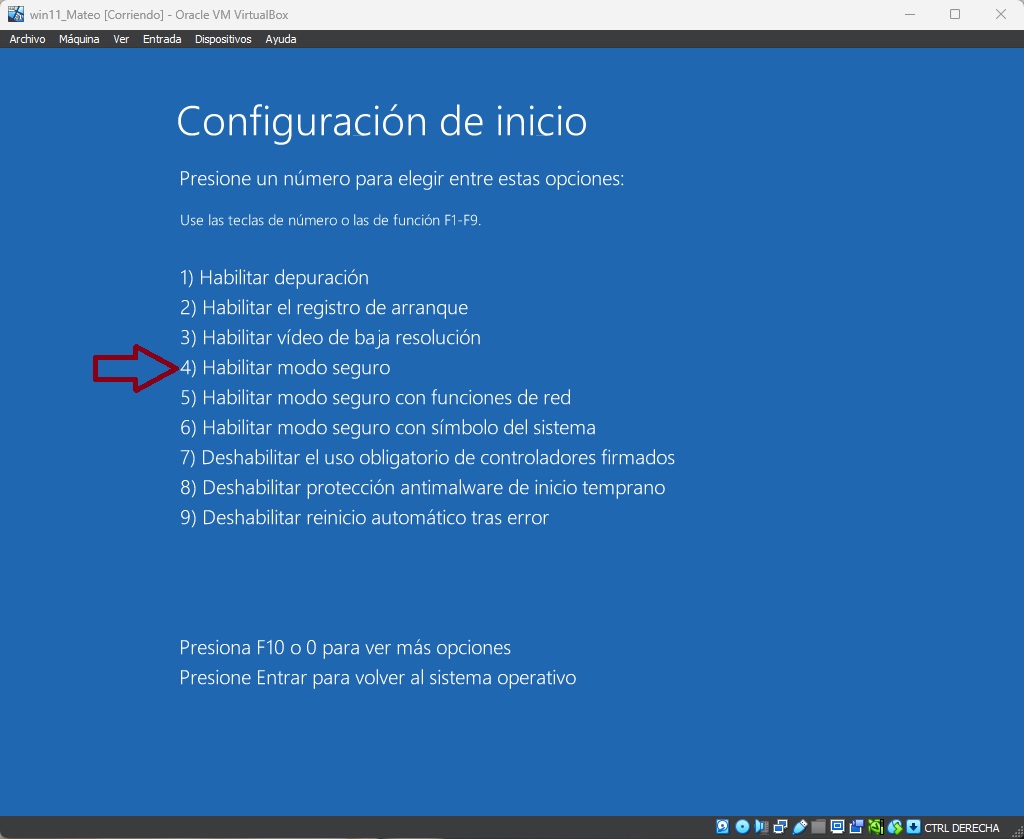 win11_Mateo [Corriendo] - Oracle VM VirtualBox
Archivo Máquina Ver Entrada Dispositivos Ayuda
Configuración de inicio
Presione un número para elegir entre estas opciones:
Use las teclas de número o las de función F1-F9.
1) Habilitar depuración
2) Habilitar el registro de arranque
3) Habilitar vídeo de baja resolución
4) Habilitar modo seguro
5) Habilitar modo seguro con funciones de red
6) Habilitar modo seguro con símbolo del sistema
7) Deshabilitar el uso obligatorio de controladores firmados
8) Deshabilitar protección antimalware de inicio temprano
9) Deshabilitar reinicio automático tras error
Presiona F10 o 0 para ver más opciones
Presione Entrar para volver al sistema operativo
CTRL DERECHA